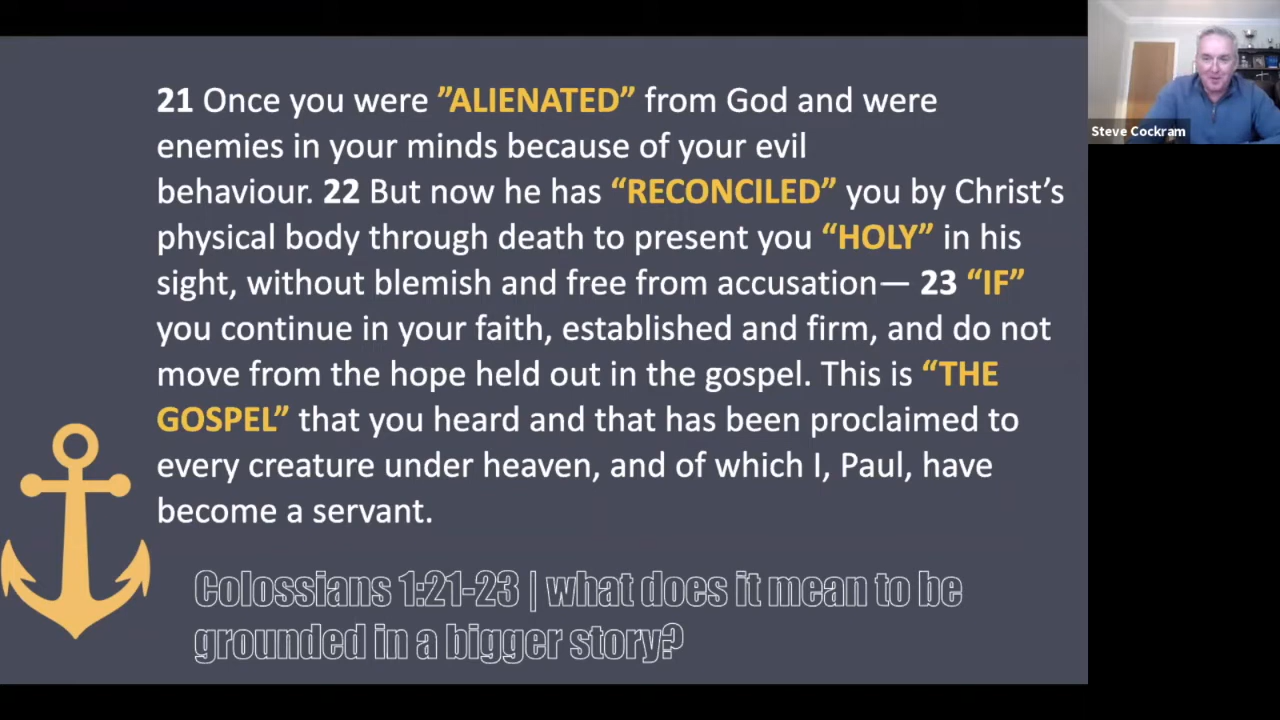 21 Once you were ”ALIENATED” from God and were
enemies in your minds because of your evil
behaviour. 22 But now he has “RECONCILED” you by Christ’s
physical body through death to present you “HOLY” in his
sight, without blemish and free from accusation— 23 “IF”
you continue in your faith, established and firm, and do not
move from the hope held out in the gospel. This is “THE
GOSPEL” that you heard and that has been proclaimed to
every creature under heaven, and of which I, Paul, have
become a servant.
Colossians 1:21-23 | what does it mean to be
grounded in a bigger story?
Steve Cockram